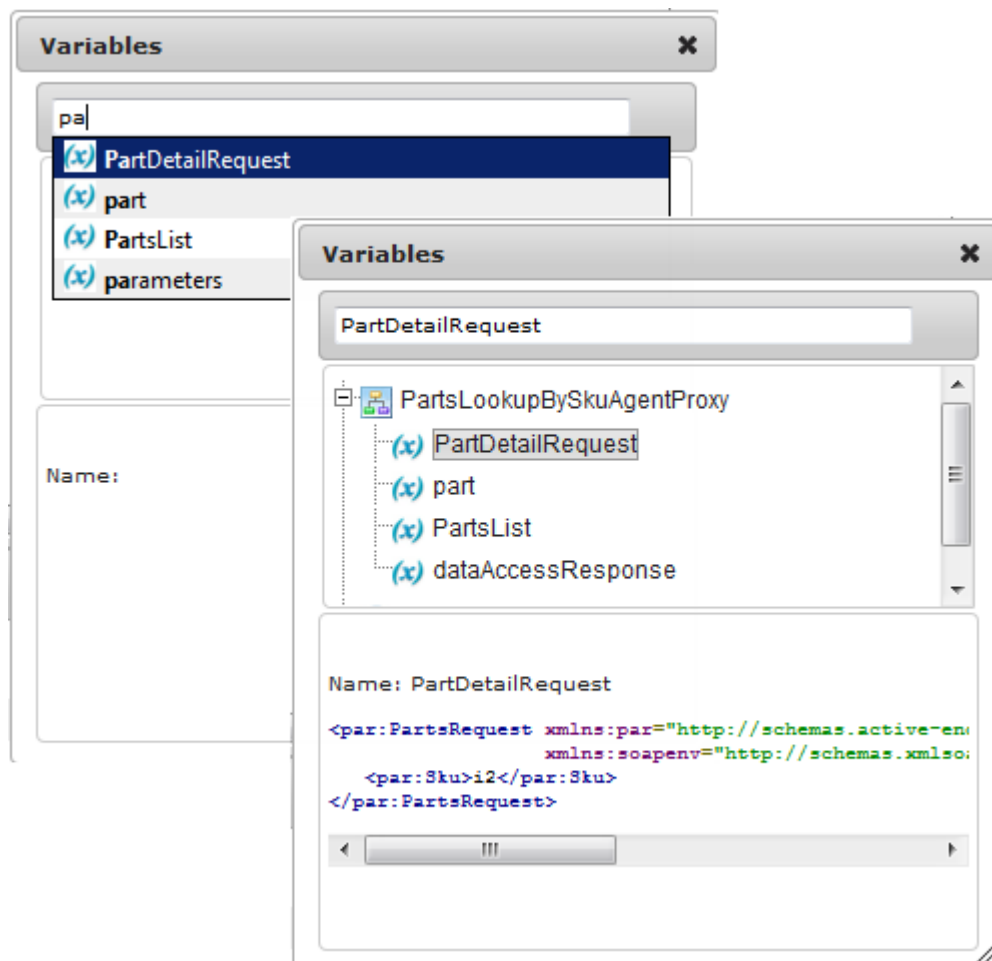 Variables
pa
(x) PartDetailRequest
(x) part
(x) PartsList
(x) parameters
Name:
Variables
PartDetailRequest
PartsLookupBySkuAgentProxy
(x) PartDetailRequest
(x) part
(x) PartsList
(x) dataAccessResponse
Name: PartDetailRequest
<par:PartsRequest xmlns:par="http://schemas.active-en
xmlns:soapenv="http://schemas.xmlsoa
<par:Sku>i2</par:Sku>
</par:PartsRequest>